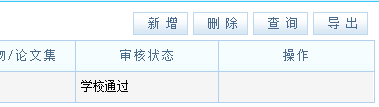 新 增 删 除 查 询 导 出
/论文集 审核状态 操作
学校通过